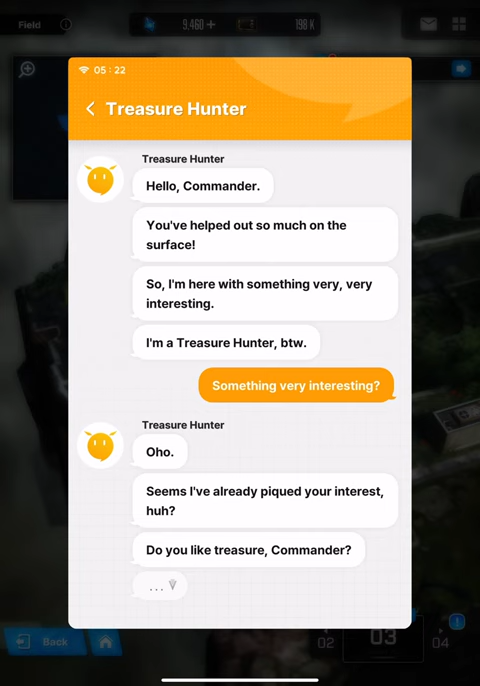 Field
9,460 +
198 K
05 : 22
Treasure Hunter
Treasure Hunter
Hello, Commander.
You've helped out so much on the
surface!
So, I'm here with something very, very
interesting.
I'm a Treasure Hunter, btw.
Something very interesting?
Treasure Hunter
Oho.
Seems I've already piqued your interest,
huh?
Do you like treasure, Commander?
...
Back
02
03
04